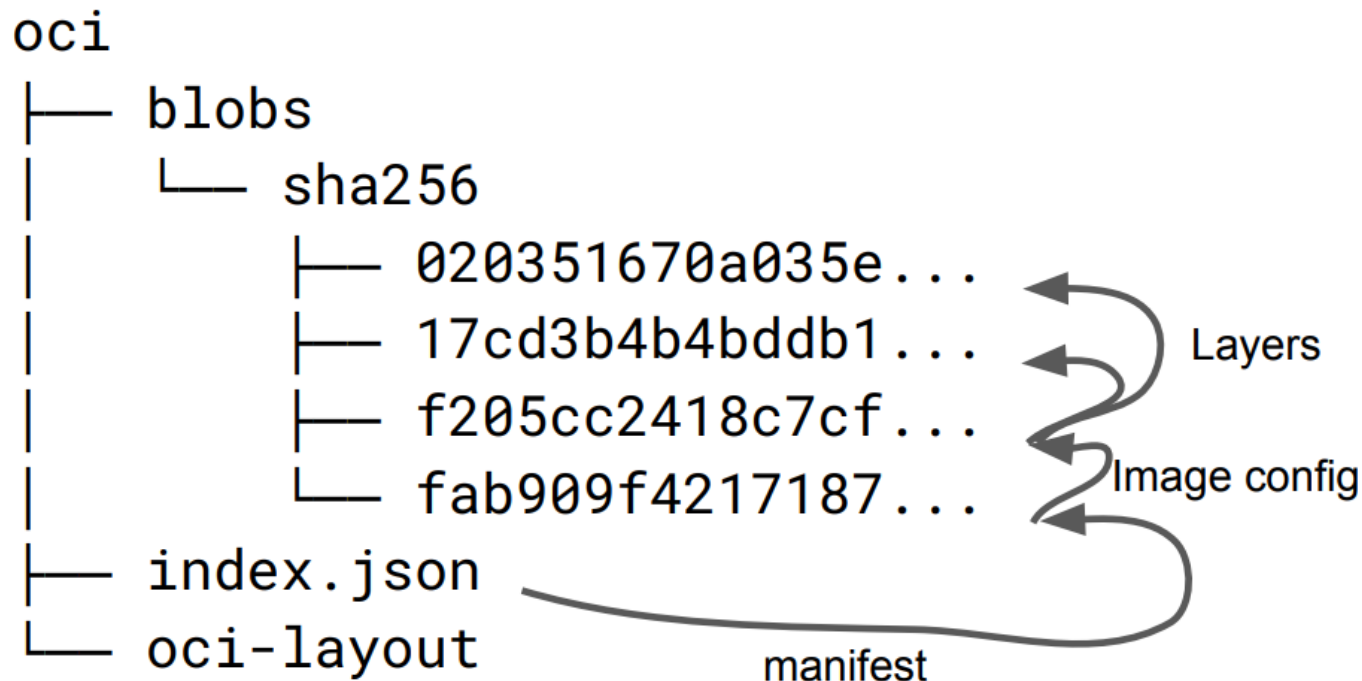 oci
├── blobs
│   └── sha256
│       ├── 020351670a035e...
│       ├── 17cd3b4b4bddb1...
Layers
│       ├── f205cc2418c7cf...
│       └── fab909f4217187...
Image config
├── index.json
└── oci-layout
manifest